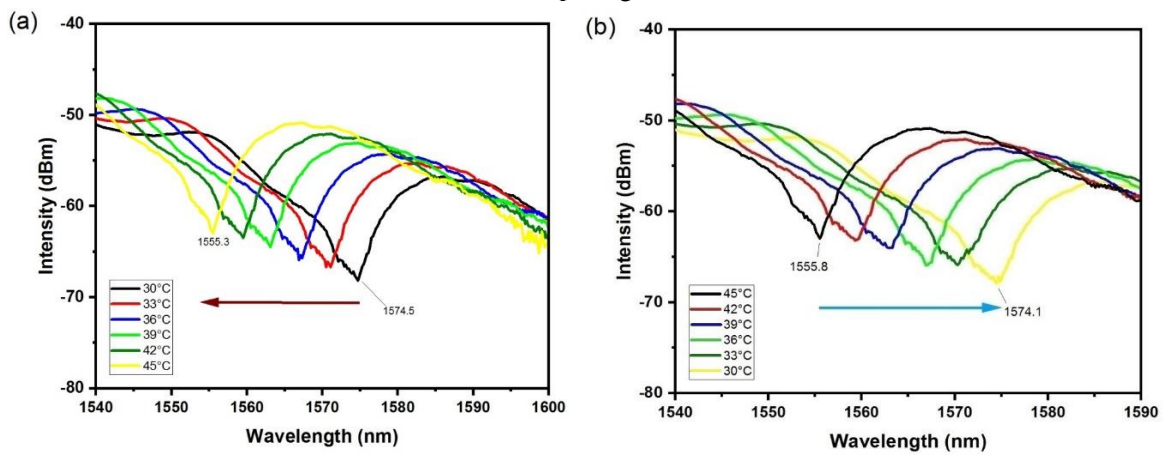 (a)
-40
-50
-60
-70
-80
Intensity (dBm)
1555.3
1574.5
30°C
33°C
36°C
39°C
42°C
45°C
1540 1550 1560 1570 1580 1590 1600
Wavelength (nm)
(b)
-40
-50
-60
-70
-80
Intensity (dBm)
1555.8
1574.1
45°C
42°C
39°C
36°C
33°C
30°C
1540 1550 1560 1570 1580 1590
Wavelength (nm)